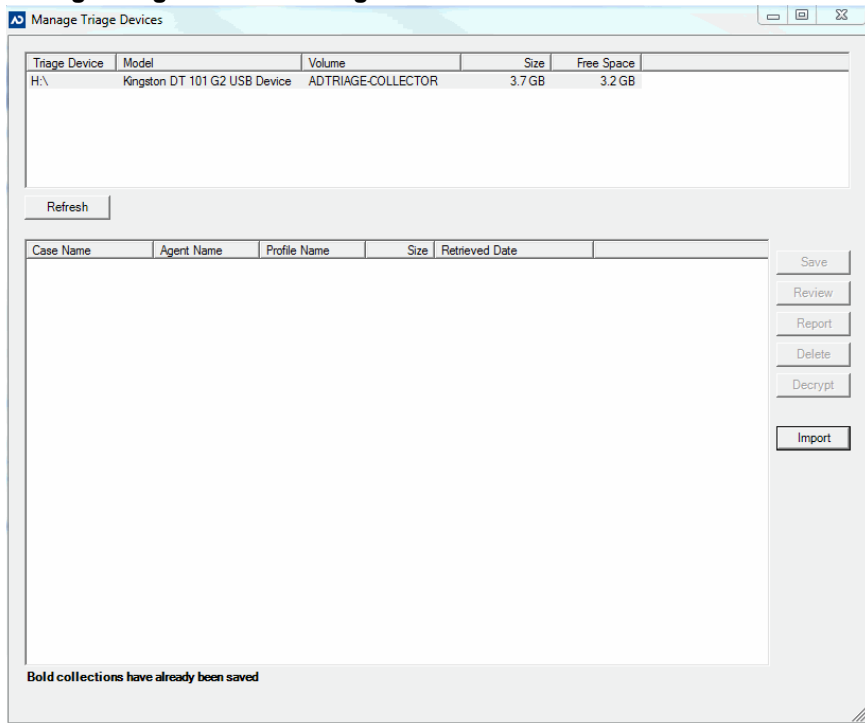 Manage Triage Devices
Triage Device Model Volume Size Free Space
H:\ Kingston DT 101 G2 USB Device ADTRIAGE-COLLECTOR 3.7 GB 3.2 GB
Refresh
Case Name Agent Name Profile Name Size Retrieved Date
Save
Review
Report
Delete
Decrypt
Import
Bold collections have already been saved